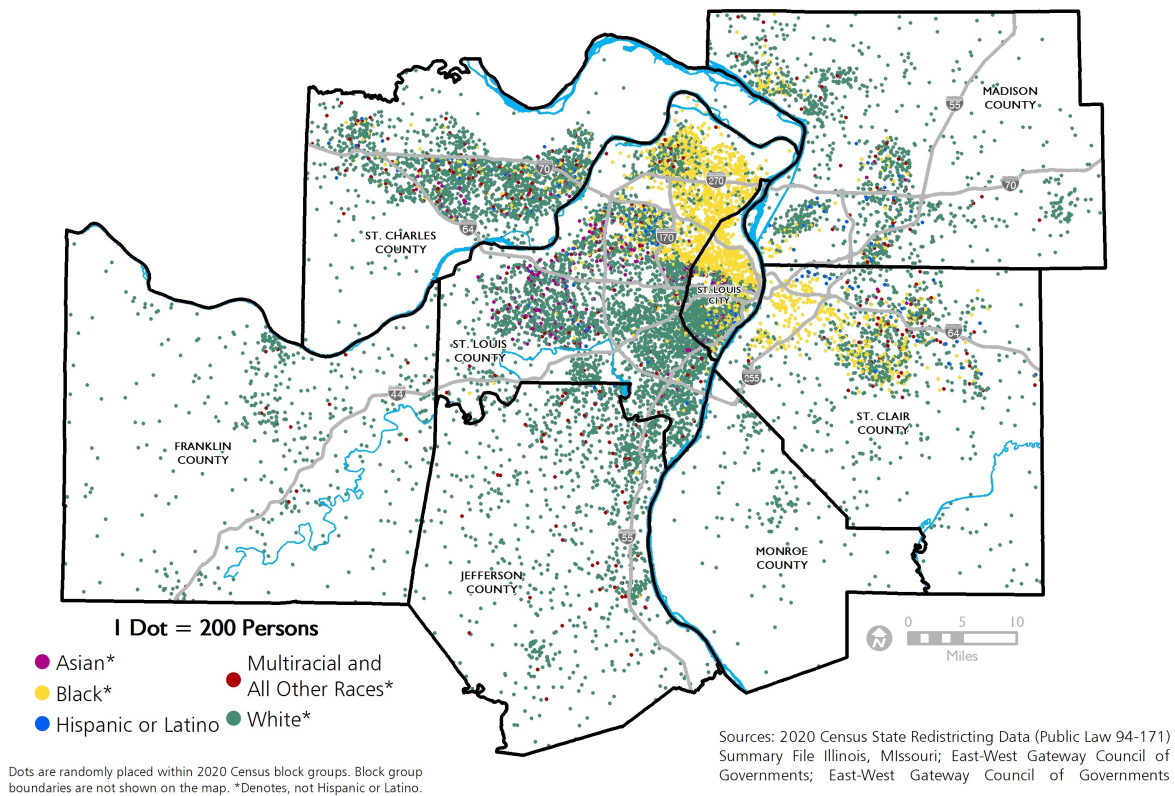 MADISON
COUNTY
55
270
70
70
ST. CHARLES
COUNTY
64
170
ST. LOUIS
CITY
ST. LOUIS
COUNTY
64
255
44
ST. CLAIR
COUNTY
FRANKLIN
COUNTY
55
MONROE
COUNTY
JEFFERSON
COUNTY
0 5 10
N
Miles
1 Dot = 200 Persons
Asian*
Black*
Hispanic or Latino
Multiracial and
All Other Races*
White*
Sources: 2020 Census State Redistricting Data (Public Law 94-171)
Summary File Illinois, MIssouri; East-West Gateway Council of
Governments; East-West Gateway Council of Governments
Dots are randomly placed within 2020 Census block groups. Block group
boundaries are not shown on the map. *Denotes, not Hispanic or Latino.